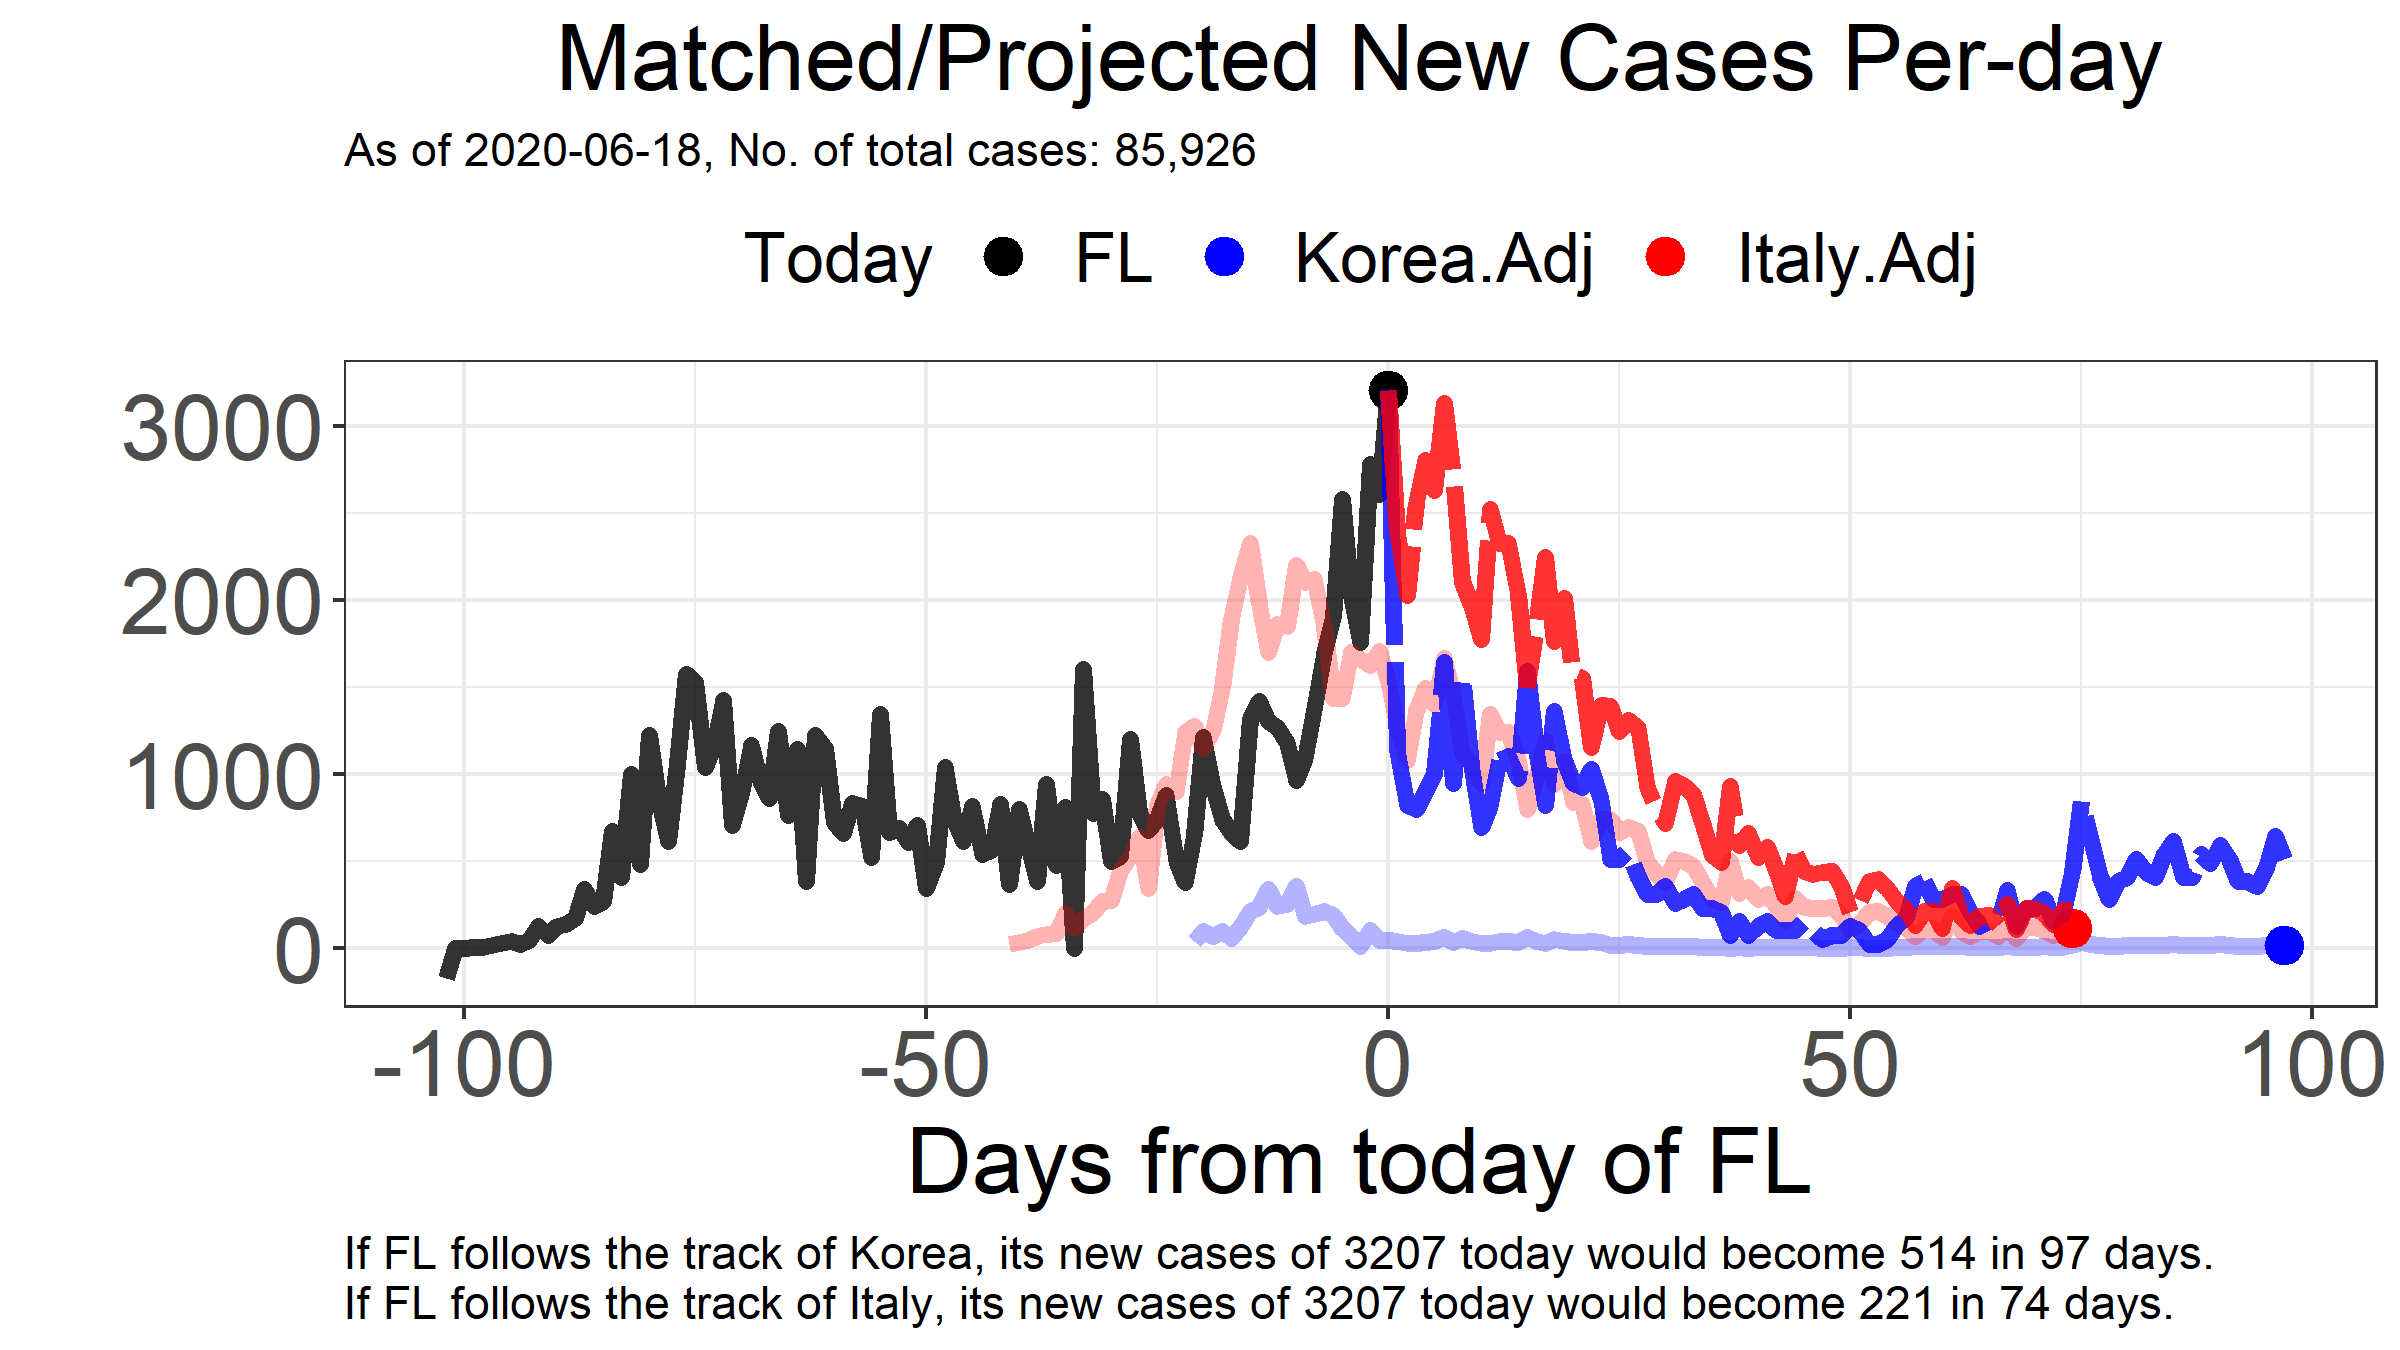 Matched/Projected New Cases Per-day
As of 2020-06-18, No. of total cases: 85,926
Today FL Korea.Adj Italy.Adj
3000
2000
1000
0
-100 -50 0 50 100
Days from today of FL
If FL follows the track of Korea, its new cases of 3207 today would become 514 in 97 days.
If FL follows the track of Italy, its new cases of 3207 today would become 221 in 74 days.